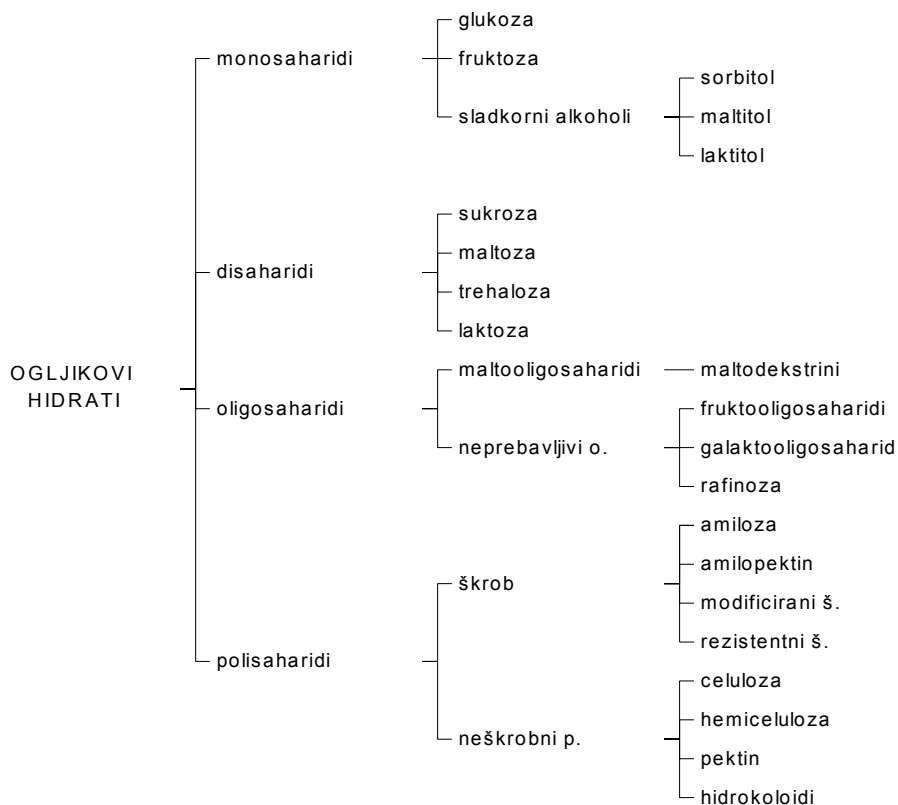 glukoza
monosaharidi
fruktoza
sladkorni alkoholi
sorbitol
maltitol
laktitol
disaharidi
sukroza
maltoza
trehaloza
laktoza
OGLJIKOVI
HIDRATI
oligosaharidi
maltooligosaharidi
maltodekstrini
neprebavljivi o.
fruktooligosaharidi
galaktooligosaharid
rafinoza
polisaharidi
škrob
amiloza
amilopektin
modificirani š.
rezistentni š.
neškrobni p.
celuloza
hemiceluloza
pektin
hidrokoloidi